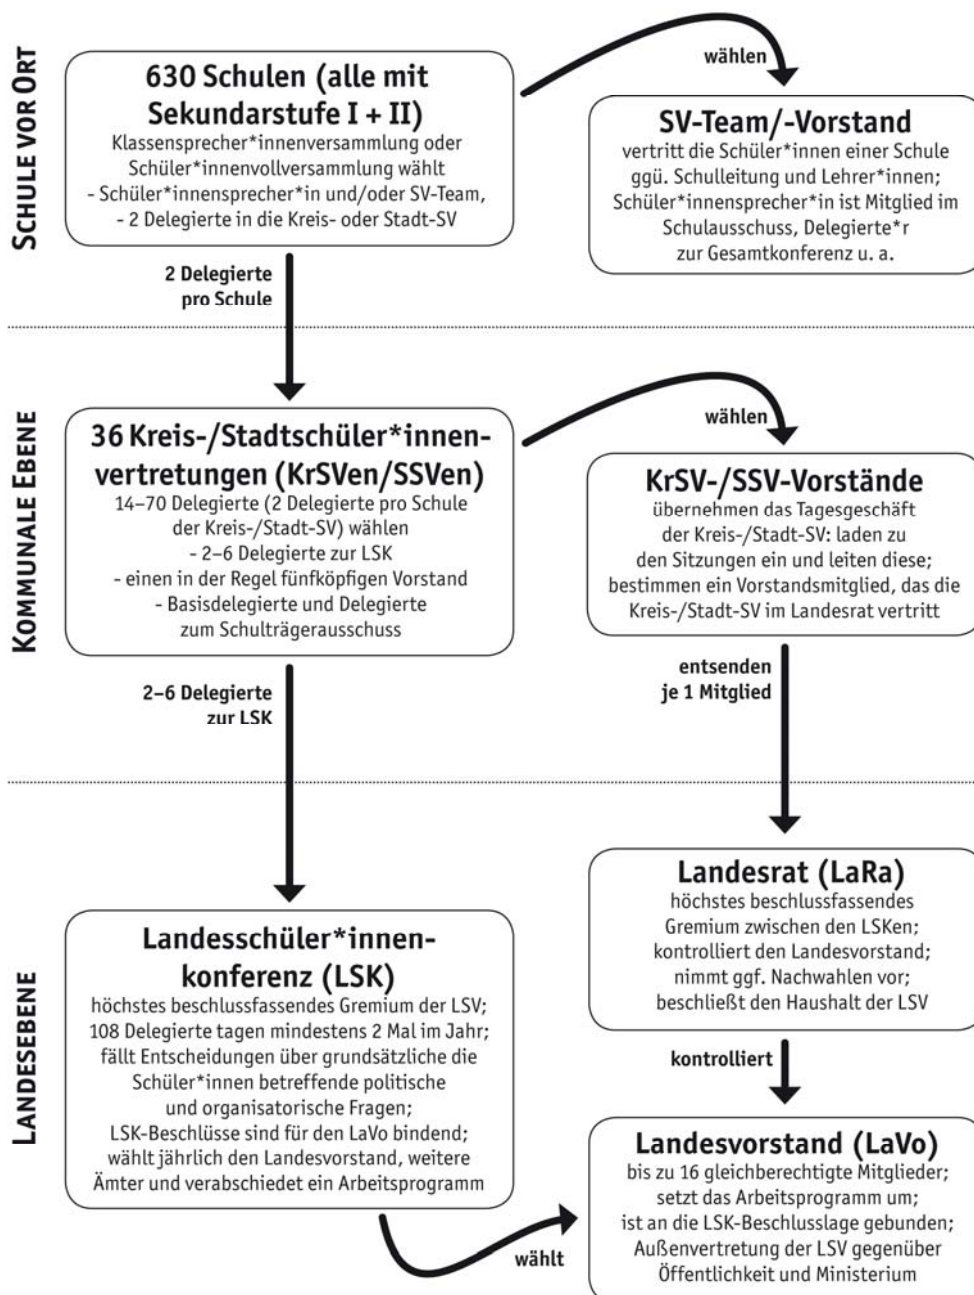 SCHULE VOR ORT
630 Schulen (alle mit
Sekundarstufe I + II)
Klassensprecher*innenversammlung oder
Schüler*innenvollversammlung wählt
- Schüler*innensprecher*in und/oder SV-Team,
- 2 Delegierte in die Kreis- oder Stadt-SV
wählen
SV-Team/-Vorstand
vertritt die Schüler*innen einer Schule
ggü. Schulleitung und Lehrer*innen;
Schüler*innensprecher*in ist Mitglied im
Schulausschuss, Delegierte*r
zur Gesamtkonferenz u. a.
2 Delegierte
pro Schule
KOMMUNALE EBENE
36 Kreis-/Stadtschüler*innen-
vertretungen (KrSVen/SSVen)
14–70 Delegierte (2 Delegierte pro Schule
der Kreis-/Stadt-SV) wählen
- 2–6 Delegierte zur LSK
- einen in der Regel fünfköpfigen Vorstand
- Basisdelegierte und Delegierte
zum Schulträgerausschuss
wählen
KrSV-/SSV-Vorstände
übernehmen das Tagesgeschäft
der Kreis-/Stadt-SV: laden zu
den Sitzungen ein und leiten diese;
bestimmen ein Vorstandsmitglied, das die
Kreis-/Stadt-SV im Landesrat vertritt
2–6 Delegierte
zur LSK
entsenden
je 1 Mitglied
LANDESEBENE
Landesschüler*innen-
konferenz (LSK)
höchstes beschlussfassendes Gremium der LSV;
108 Delegierte tagen mindestens 2 Mal im Jahr;
fällt Entscheidungen über grundsätzliche die
Schüler*innen betreffende politische
und organisatorische Fragen;
LSK-Beschlüsse sind für den LaVo bindend;
wählt jährlich den Landesvorstand, weitere
Ämter und verabschiedet ein Arbeitsprogramm
Landesrat (LaRa)
höchstes beschlussfassendes
Gremium zwischen den LSKen;
kontrolliert den Landesvorstand;
nimmt ggf. Nachwahlen vor;
beschließt den Haushalt der LSV
kontrolliert
wählt
Landesvorstand (LaVo)
bis zu 16 gleichberechtigte Mitglieder;
setzt das Arbeitsprogramm um;
ist an die LSK-Beschlusslage gebunden;
Außenvertretung der LSV gegenüber
Öffentlichkeit und Ministerium